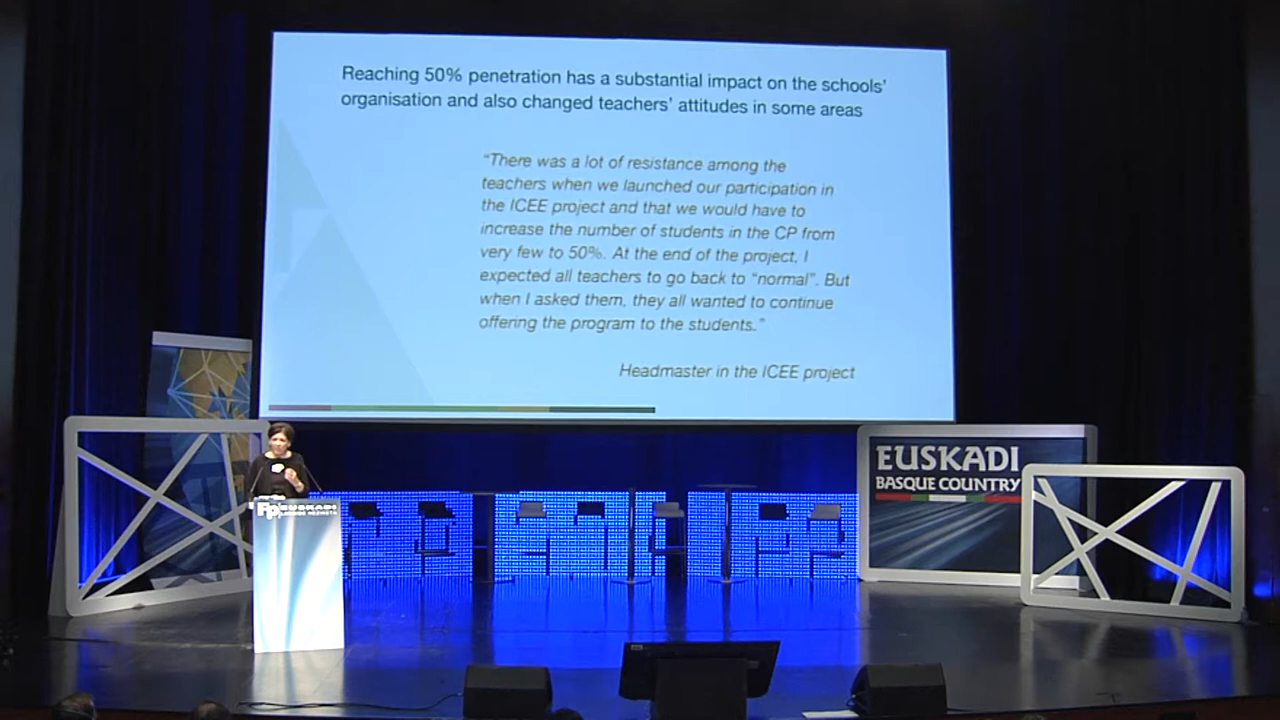 Reaching 50% penetration has a substantial impact on the schools'
organisation and also changed teachers' attitudes in some areas
“There was a lot of resistance among the
teachers when we launched our participation in
the ICEE project and that we would have to
increase the number of students in the CP from
very few to 50%. At the end of the project, I
expected all teachers to go back to “normal”. But
when I asked them, they all wanted to continue
offering the program to the students.”
Headmaster in the ICEE project
EUSKADI
BASQUE COUNTRY
Fp EUSKADI